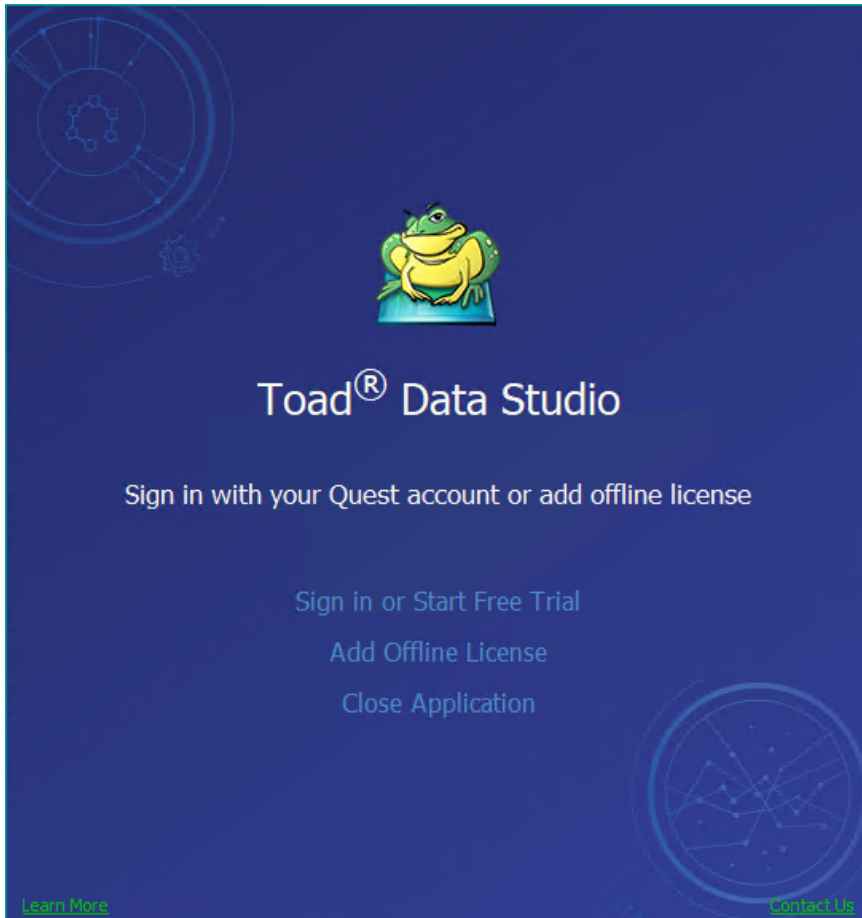 Toad® Data Studio
Sign in with your Quest account or add offline license
Sign in or Start Free Trial
Add Offline License
Close Application
Learn More
Contact Us